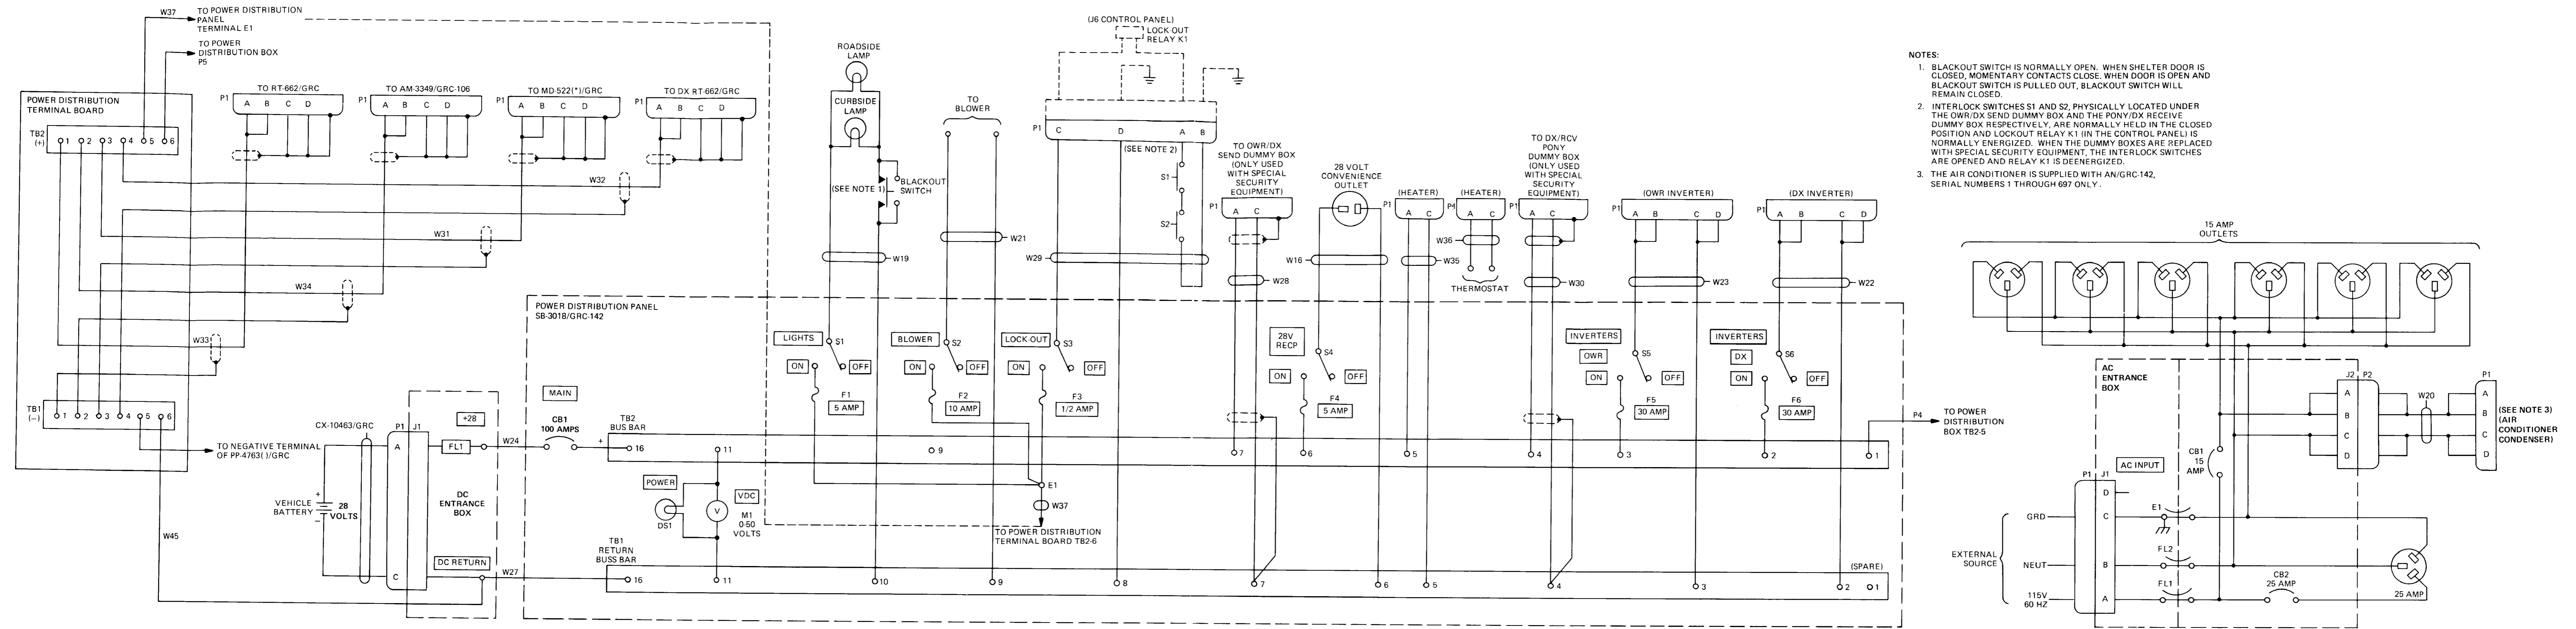 W37
TO POWER DISTRIBUTION
PANEL
TERMINAL E1
TO POWER
DISTRIBUTION BOX
P5
POWER DISTRIBUTION
TERMINAL BOARD
TB2
(+)
1 2 3 4 5 6
TO RT-662/GRC
P1 A B C D
TO AM-3349/GRC-106
P1 A B C D
TO MD-522(*)/GRC
P1 A B C D
TO DX RT-662/GRC
P1 A B C D
W32
W31
W34
W33
TB1
(−)
1 2 3 4 5 6
TO NEGATIVE TERMINAL
OF PP-4763( )/GRC
W45
CX-10463/GRC
VEHICLE
BATTERY
+
28
VOLTS
−
P1 J1
A
C
+28
FL1
DC
ENTRANCE
BOX
DC RETURN
W24
W27
POWER DISTRIBUTION PANEL
SB-3018/GRC-142
MAIN
CB1
100 AMPS
+
TB2
BUS BAR
16 11 9 7 6 5 4 3 2 1
POWER
DS1
V
VDC
M1
0-50
VOLTS
TB1
RETURN
BUSS BAR
16 11 10 9 8 7 6 5 4 3 2 1
(SPARE)
ROADSIDE
LAMP
CURBSIDE
LAMP
(SEE NOTE 1)
BLACKOUT
SWITCH
W19
LIGHTS
S1
ON
OFF
F1
5 AMP
TO
BLOWER
W21
BLOWER
S2
ON
OFF
F2
10 AMP
(J6 CONTROL PANEL)
LOCK-OUT
RELAY K1
P1 C D A B
(SEE NOTE 2)
S1
S2
W29
LOCK-OUT
S3
ON
OFF
F3
1/2 AMP
E1
W37
TO POWER DISTRIBUTION
TERMINAL BOARD TB2-6
TO OWR/DX
SEND DUMMY BOX
(ONLY USED
WITH SPECIAL
SECURITY
EQUIPMENT)
P1 A C
W28
28 VOLT
CONVENIENCE
OUTLET
W16
28V
RECP
S4
ON
OFF
F4
5 AMP
(HEATER)
P1 A C
W35
(HEATER)
P4 A C
W36
THERMOSTAT
TO DX/RCV
PONY
DUMMY BOX
(ONLY USED
WITH SPECIAL
SECURITY
EQUIPMENT)
P1 A C
W30
(OWR INVERTER)
P1 A B C D
W23
INVERTERS
OWR
S5
ON
OFF
F5
30 AMP
(DX INVERTER)
P1 A B C D
W22
INVERTERS
DX
S6
ON
OFF
F6
30 AMP
P4
TO POWER
DISTRIBUTION
BOX TB2-5
NOTES:
1. BLACKOUT SWITCH IS NORMALLY OPEN. WHEN SHELTER DOOR IS
CLOSED, MOMENTARY CONTACTS CLOSE. WHEN DOOR IS OPEN AND
BLACKOUT SWITCH IS PULLED OUT, BLACKOUT SWITCH WILL
REMAIN CLOSED.
2. INTERLOCK SWITCHES S1 AND S2, PHYSICALLY LOCATED UNDER
THE OWR/DX SEND DUMMY BOX AND THE PONY/DX RECEIVE
DUMMY BOX RESPECTIVELY, ARE NORMALLY HELD IN THE CLOSED
POSITION AND LOCKOUT RELAY K1 (IN THE CONTROL PANEL) IS
NORMALLY ENERGIZED. WHEN THE DUMMY BOXES ARE REPLACED
WITH SPECIAL SECURITY EQUIPMENT, THE INTERLOCK SWITCHES
ARE OPENED AND RELAY K1 IS DEENERGIZED.
3. THE AIR CONDITIONER IS SUPPLIED WITH AN/GRC-142,
SERIAL NUMBERS 1 THROUGH 697 ONLY.
15 AMP
OUTLETS
AC
ENTRANCE
BOX
J2 P2
A
B
C
D
W20
P1
A
B
C
D
(SEE NOTE 3)
(AIR
CONDITIONER
CONDENSER)
CB1
15
AMP
AC INPUT
P1 J1
D
C
B
A
E1
FL2
FL1
CB2
25 AMP
25 AMP
GRD
EXTERNAL
SOURCE
NEUT
115V
60 HZ